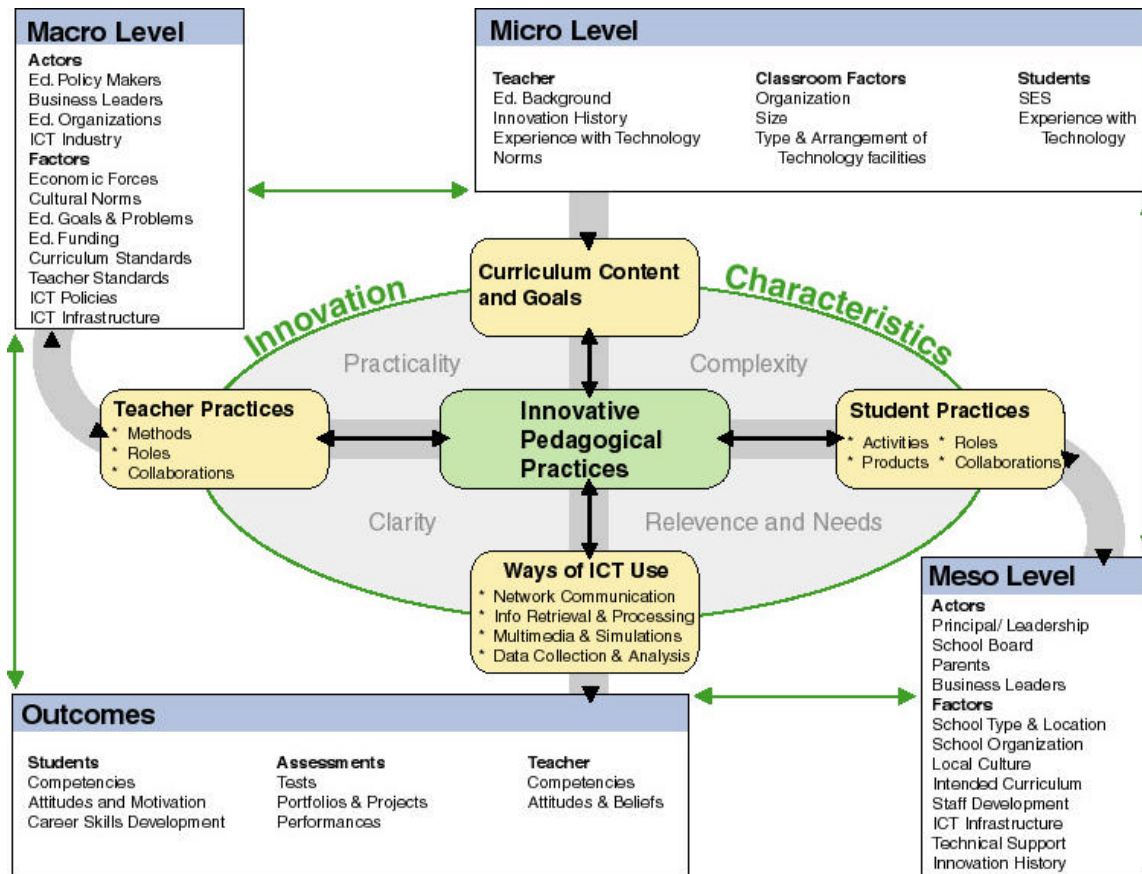 Macro Level
Actors
Ed. Policy Makers
Business Leaders
Ed. Organizations
ICT Industry
Factors
Economic Forces
Cultural Norms
Ed. Goals & Problems
Ed. Funding
Curriculum Standards
Teacher Standards
ICT Policies
ICT Infrastructure
Micro Level
Teacher
Ed. Background
Innovation History
Experience with Technology
Norms
Classroom Factors
Organization
Size
Type & Arrangement of
Technology facilities
Students
SES
Experience with
Technology
Innovation
Characteristics
Curriculum Content
and Goals
Practicality
Complexity
Teacher Practices
* Methods
* Roles
* Collaborations
Innovative
Pedagogical
Practices
Student Practices
* Activities * Roles
* Products * Collaborations
Clarity
Relevence and Needs
Ways of ICT Use
* Network Communication
* Info Retrieval & Processing
* Multimedia & Simulations
* Data Collection & Analysis
Meso Level
Actors
Principal/ Leadership
School Board
Parents
Business Leaders
Factors
School Type & Location
School Organization
Local Culture
Intended Curriculum
Staff Development
ICT Infrastructure
Technical Support
Innovation History
Outcomes
Students
Competencies
Attitudes and Motivation
Career Skills Development
Assessments
Tests
Portfolios & Projects
Performances
Teacher
Competencies
Attitudes & Beliefs